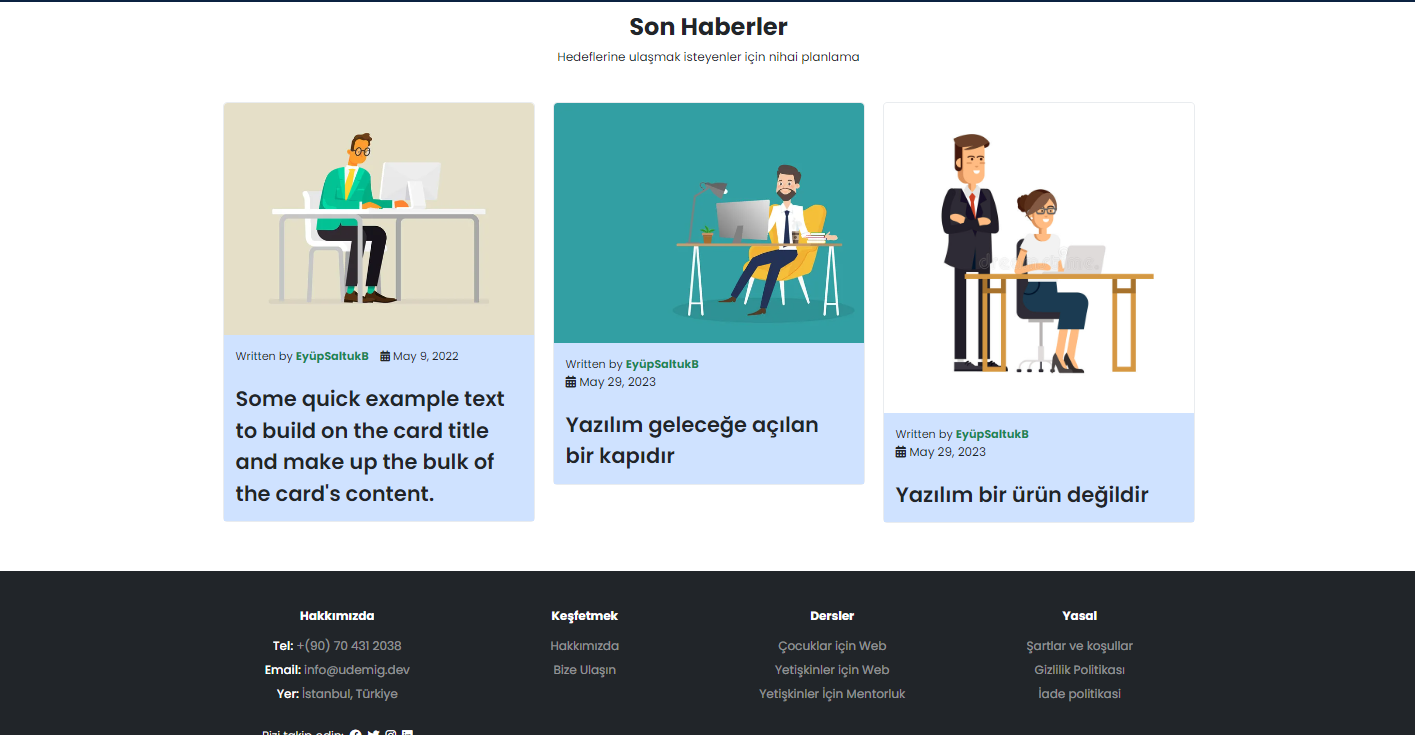 Son Haberler
Hedeflerine ulaşmak isteyenler için nihai planlama
Written by EyüpSaltukB May 9, 2022
Some quick example text
to build on the card title
and make up the bulk of
the card's content.
Written by EyüpSaltukB
May 29, 2023
Yazılım geleceğe açılan
bir kapıdır
Written by EyüpSaltukB
May 29, 2023
Yazılım bir ürün değildir
Hakkımızda
Tel: +(90) 70 431 2038
Email: info@udemig.dev
Yer: İstanbul, Türkiye
Bizi takip edin:
Keşfetmek
Hakkımızda
Bize Ulaşın
Dersler
Çocuklar için Web
Yetişkinler için Web
Yetişkinler İçin Mentorluk
Yasal
Şartlar ve koşullar
Gizlilik Politikası
İade politikasi